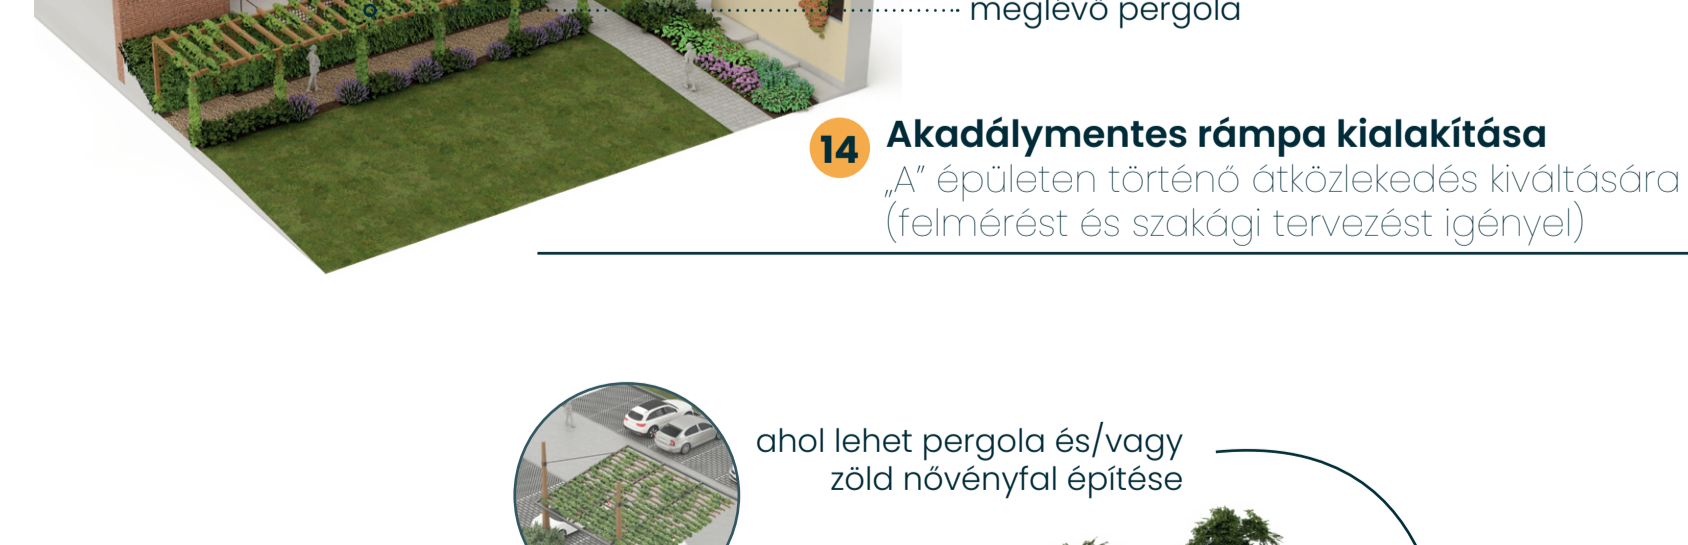 meglévő pergola
14 Akadálymentes rámpa kialakítása
„A” épületen történő átközlekedés kiváltására
(felmérést és szakági tervezést igényel)
ahol lehet pergola és/vagy
zöld nővényfal építése